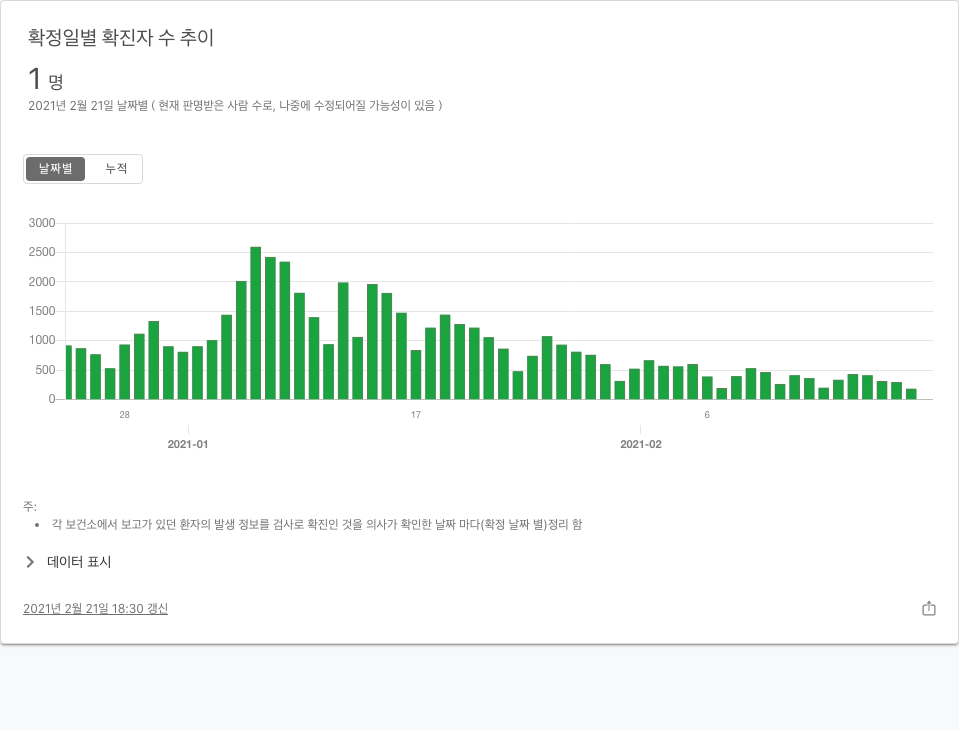 확정일별 확진자 수 추이
1 명
2021년 2월 21일 날짜별 ( 현재 판명받은 사람 수로, 나중에 수정되어질 가능성이 있음 )
날짜별 누적
3000
2500
2000
1500
1000
500
0
28 17 6
2021-01 2021-02
주:
• 각 보건소에서 보고가 있던 환자의 발생 정보를 검사로 확진인 것을 의사가 확인한 날짜 마다(확정 날짜 별)정리 함
데이터 표시
2021년 2월 21일 18:30 갱신